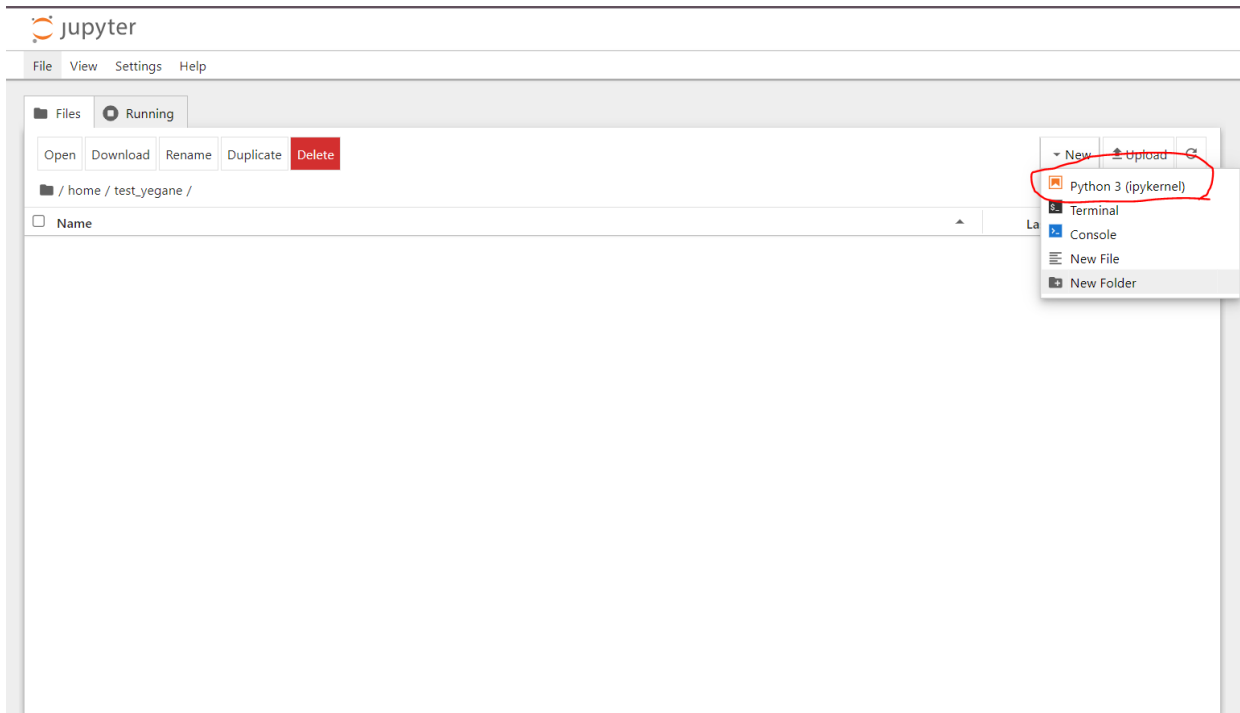 jupyter
File View Settings Help
Files Running
Open Download Rename Duplicate Delete New Upload
/ home / test_yegane / Python 3 (ipykernel)
Terminal
Name La
Console
New File
New Folder